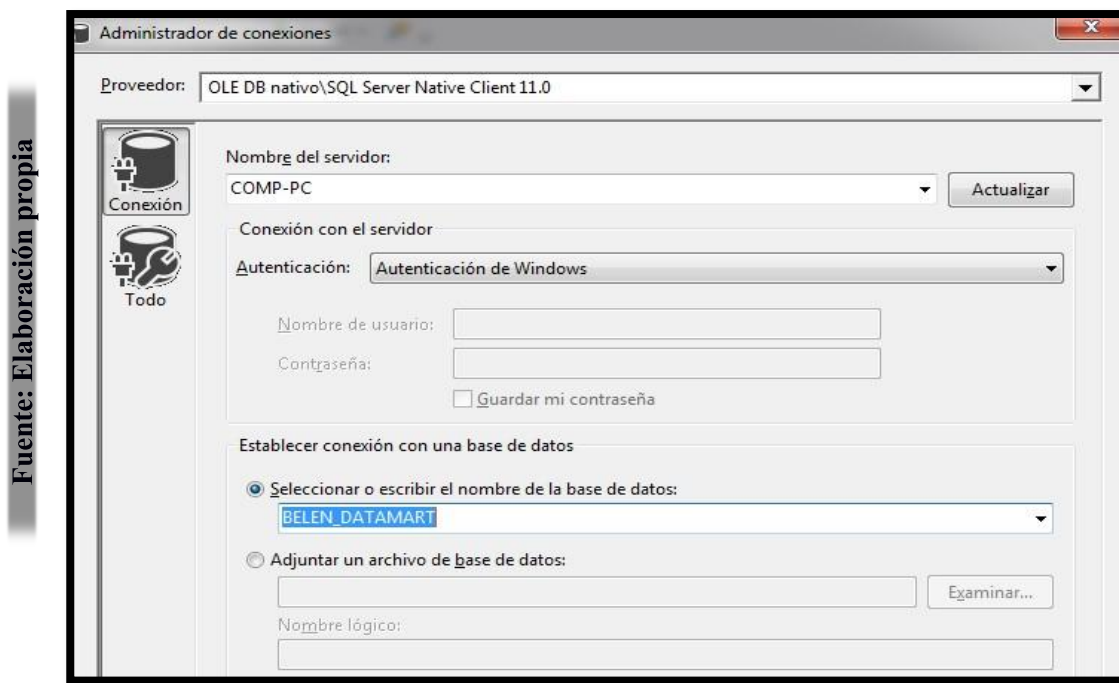 Administrador de conexiones
Proveedor: OLE DB nativo\SQL Server Native Client 11.0
Conexión
Todo
Nombre del servidor:
COMP-PC Actualizar
Conexión con el servidor
Autenticación: Autenticación de Windows
Nombre de usuario:
Contraseña:
Guardar mi contraseña
Establecer conexión con una base de datos
Seleccionar o escribir el nombre de la base de datos:
BELEN_DATAMART
Adjuntar un archivo de base de datos:
Examinar...
Nombre lógico:
Fuente: Elaboración propia